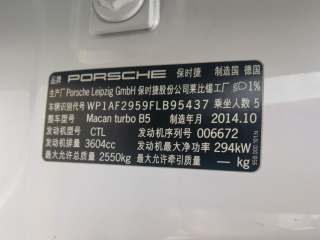 品牌 PORSCHE 保时捷 制造国 德国
生产厂 Porsche Leipzig GmbH 保时捷股份公司莱比锡工厂 1%
车辆识别代号 WP1AF2959FLB95437 乘坐人数 5
整车型号 Macan turbo B5 制造年月 2014.10
发动机型号 CTL 发动机序列号 006672
发动机排量 3604cc 发动机最大净功率 294kW
最大允许总质量 2550kg 最大允许牵引质量 — kg